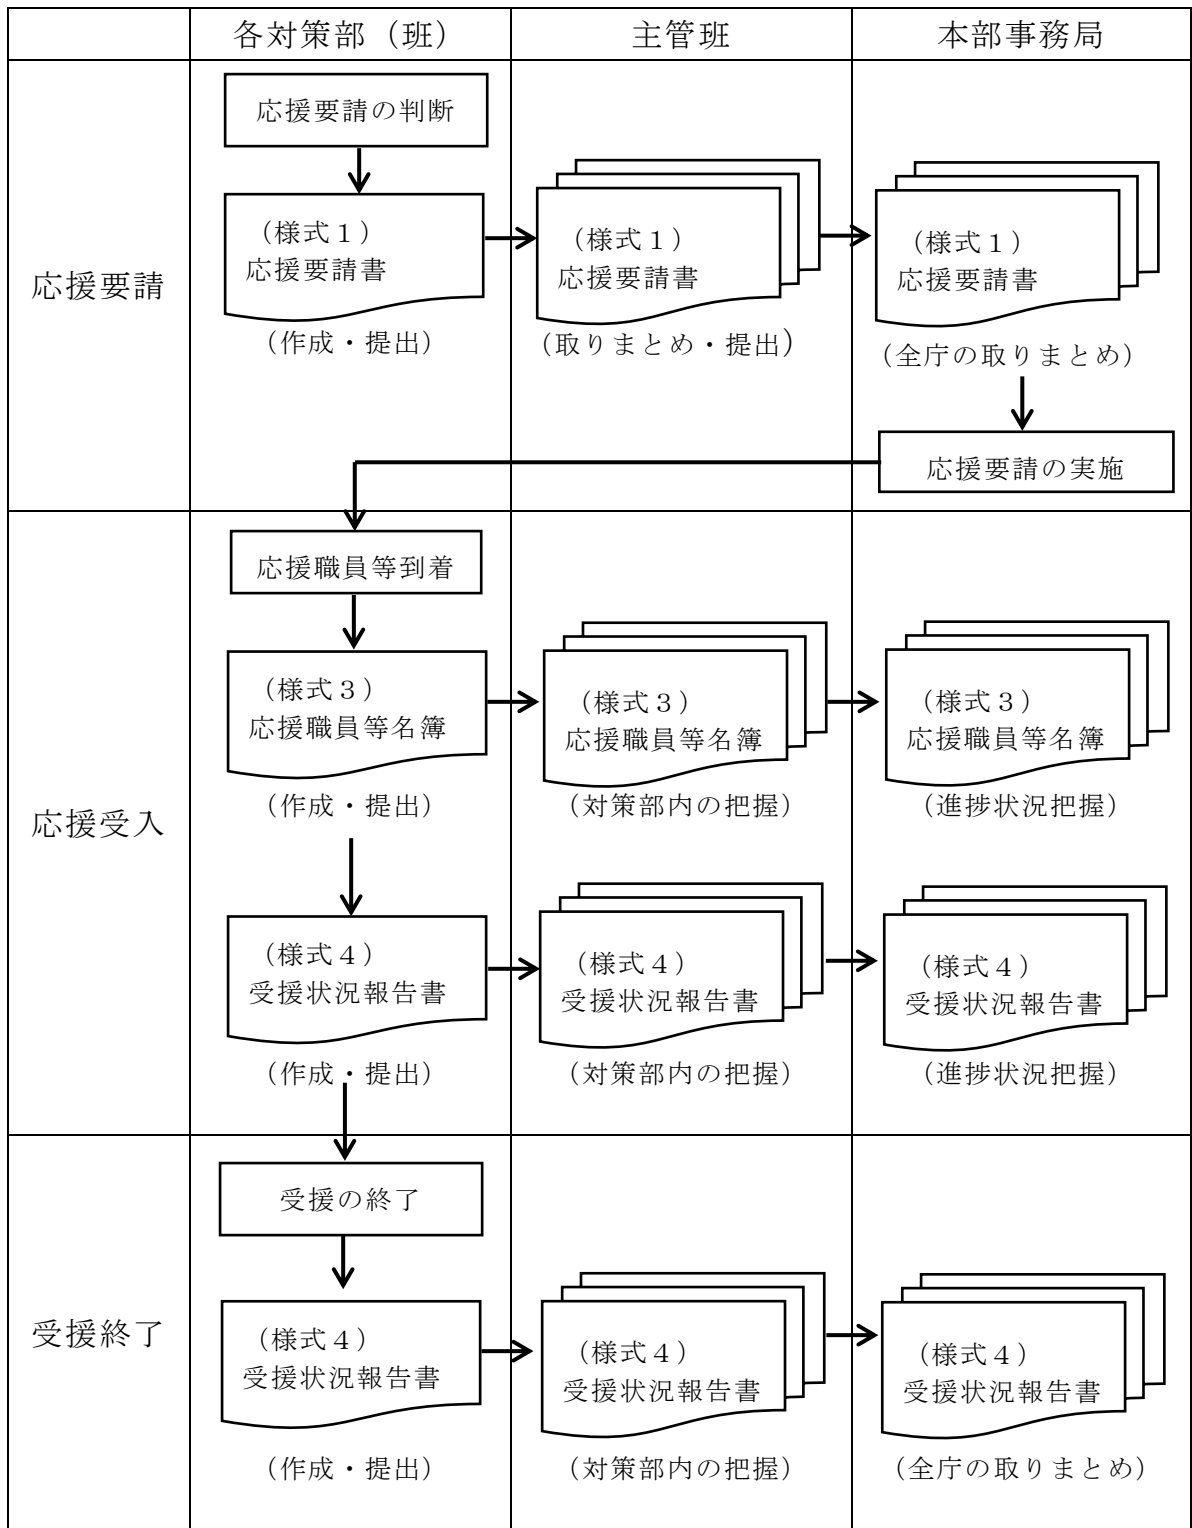 各対策部（班）
主管班
本部事務局
応援要請
応援要請の判断
（様式１）
応援要請書
（作成・提出）
（様式１）
応援要請書
（取りまとめ・提出）
（様式１）
応援要請書
（全庁の取りまとめ）
応援要請の実施
応援受入
応援職員等到着
（様式３）
応援職員等名簿
（作成・提出）
（様式３）
応援職員等名簿
（対策部内の把握）
（様式３）
応援職員等名簿
（進捗状況把握）
（様式４）
受援状況報告書
（作成・提出）
（様式４）
受援状況報告書
（対策部内の把握）
（様式４）
受援状況報告書
（進捗状況把握）
受援終了
受援の終了
（様式４）
受援状況報告書
（作成・提出）
（様式４）
受援状況報告書
（対策部内の把握）
（様式４）
受援状況報告書
（全庁の取りまとめ）